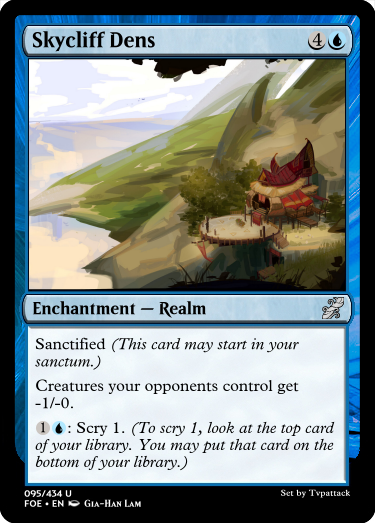 Skycliff Dens 4
Enchantment — Realm
Sanctified (This card may start in your
sanctum.)
Creatures your opponents control get
-1/-0.
1 : Scry 1. (To scry 1, look at the top card
of your library. You may put that card on the
bottom of your library.)
095/434 U Set by Tvpattack
FOE • EN Gia-Han Lam